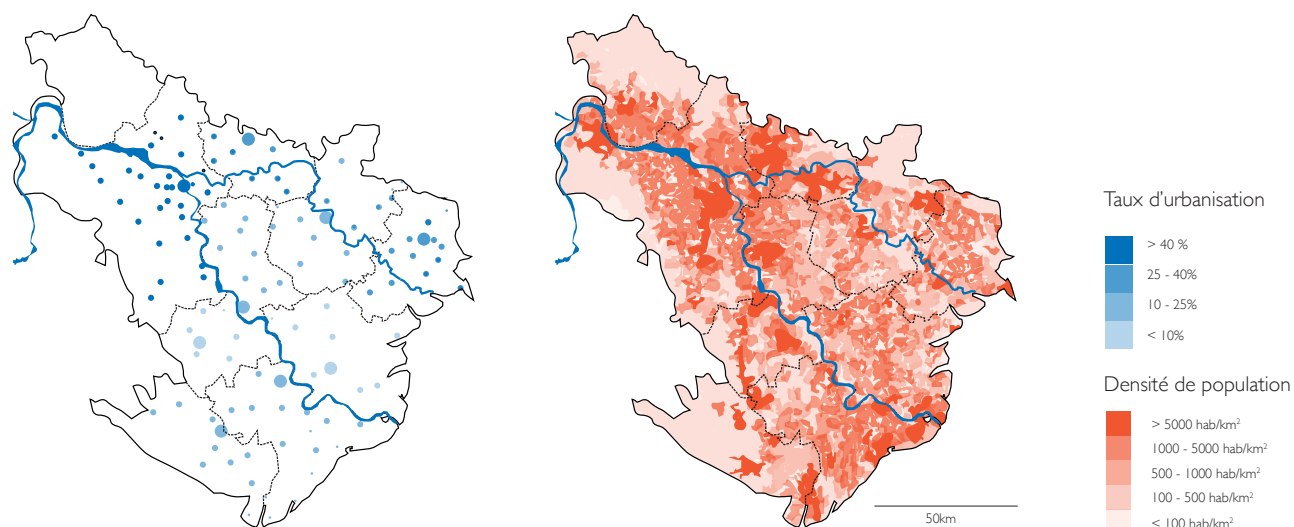 Taux d'urbanisation
> 40 %
25 - 40%
10 - 25%
< 10%
Densité de population
> 5000 hab/km²
1000 - 5000 hab/km²
500 - 1000 hab/km²
100 - 500 hab/km²
< 100 hab/km²
50km